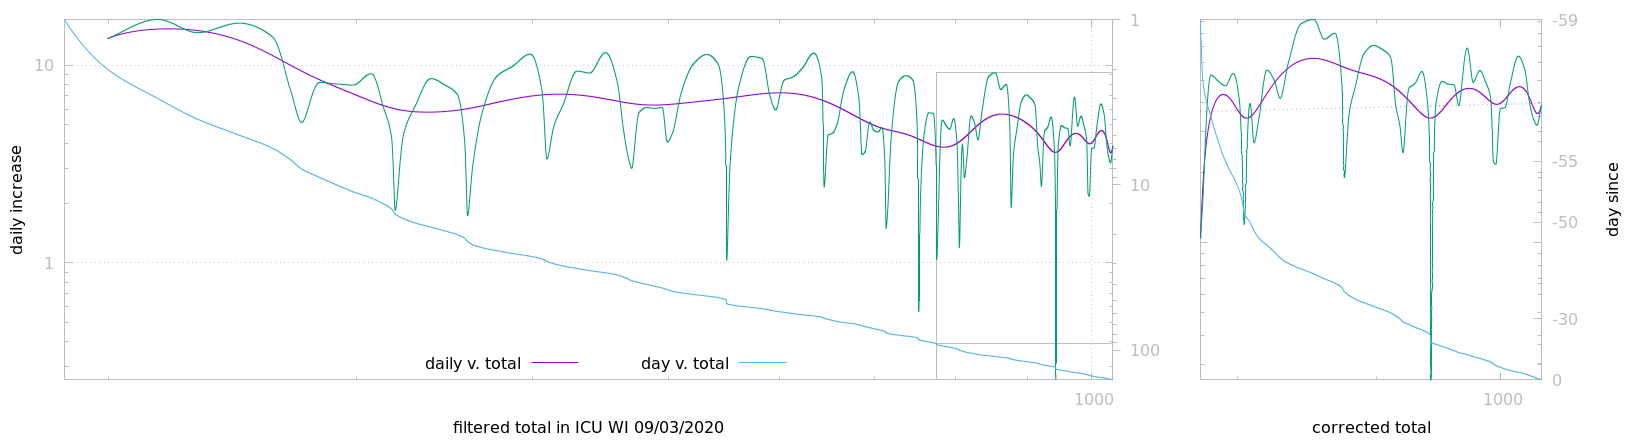 1
-59
10
-55
daily increase
10
-50
day since
1
-30
100
daily v. total
day v. total
0
1000
1000
filtered total in ICU WI 09/03/2020
corrected total